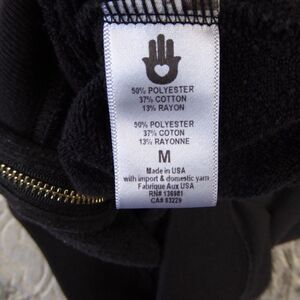 50% POLYESTER
37% COTTON
13% RAYON
50% POLYESTER
37% COTON
13% RAYONNE
M
Made in USA
with import & domestic yarn
Fabrique Aux USA
RN# 136981
CA# 03229